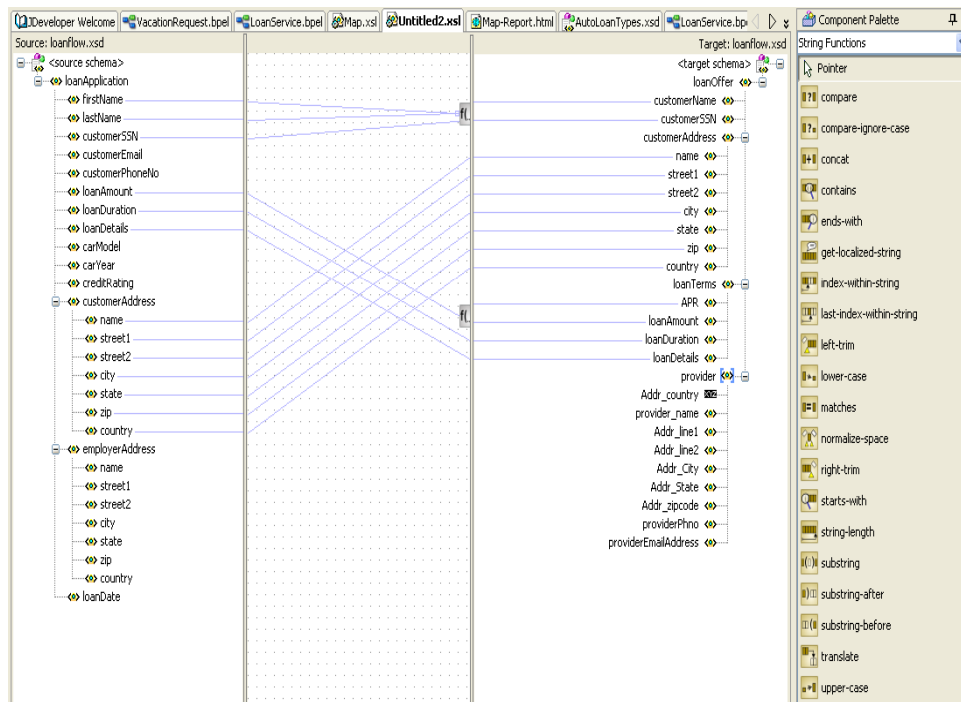 JDeveloper Welcome VacationRequest.bpel LoanService.bpel Map.xsl Untitled2.xsl Map-Report.html AutoLoanTypes.xsd LoanService.bp
Source: loanflow.xsd
<source schema>
loanApplication
firstName
lastName
customerSSN
customerEmail
customerPhoneNo
loanAmount
loanDuration
loanDetails
carModel
carYear
creditRating
customerAddress
name
street1
street2
city
state
zip
country
employerAddress
name
street1
street2
city
state
zip
country
loanDate
f(
f(
Target: loanflow.xsd
<target schema>
loanOffer
customerName
customerSSN
customerAddress
name
street1
street2
city
state
zip
country
loanTerms
APR
loanAmount
loanDuration
loanDetails
provider
Addr_country
provider_name
Addr_line1
Addr_line2
Addr_City
Addr_State
Addr_zipcode
providerPhno
providerEmailAddress
Component Palette
String Functions
Pointer
compare
compare-ignore-case
concat
contains
ends-with
get-localized-string
index-within-string
last-index-within-string
left-trim
lower-case
matches
normalize-space
right-trim
starts-with
string-length
substring
substring-after
substring-before
translate
upper-case